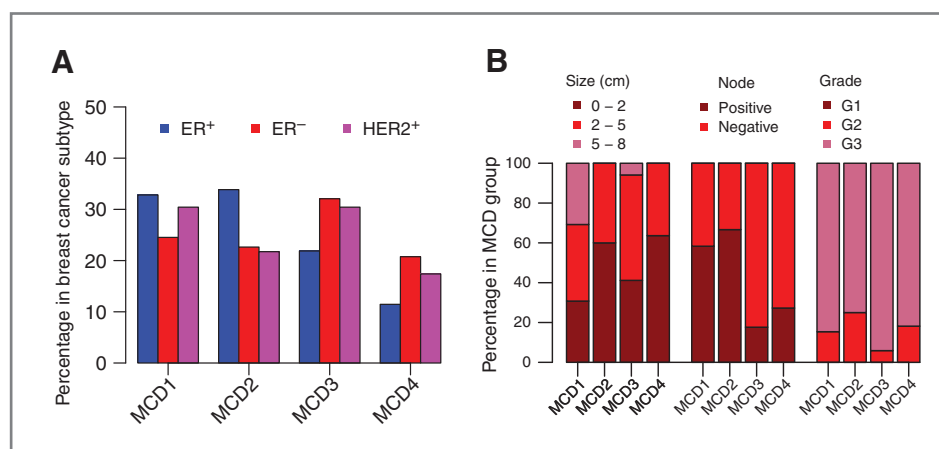 A
Percentage in breast cancer subtype
50
40
30
20
10
0
ER+ ER− HER2+
MCD1 MCD2 MCD3 MCD4
B
Size (cm)
0 – 2
2 – 5
5 – 8
Node
Positive
Negative
Grade
G1
G2
G3
Percentage in MCD group
100
80
60
40
20
0
MCD1 MCD2 MCD3 MCD4 MCD1 MCD2 MCD3 MCD4 MCD1 MCD2 MCD3 MCD4